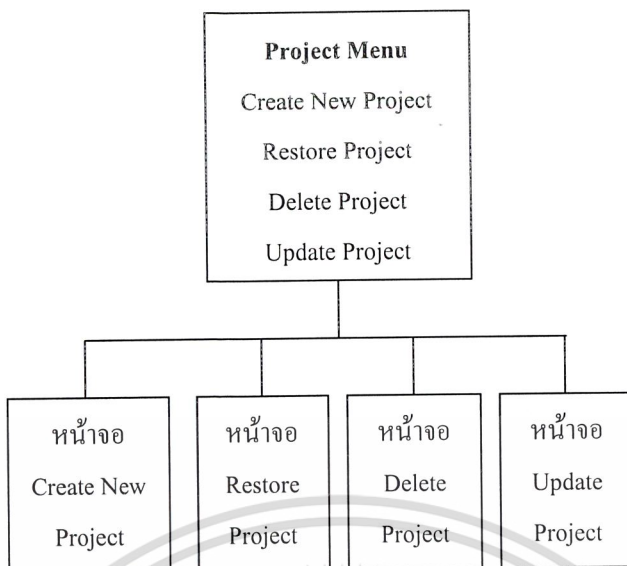 Project Menu
Create New Project
Restore Project
Delete Project
Update Project
หน้าจอ
Create New
Project
หน้าจอ
Restore
Project
หน้าจอ
Delete
Project
หน้าจอ
Update
Project